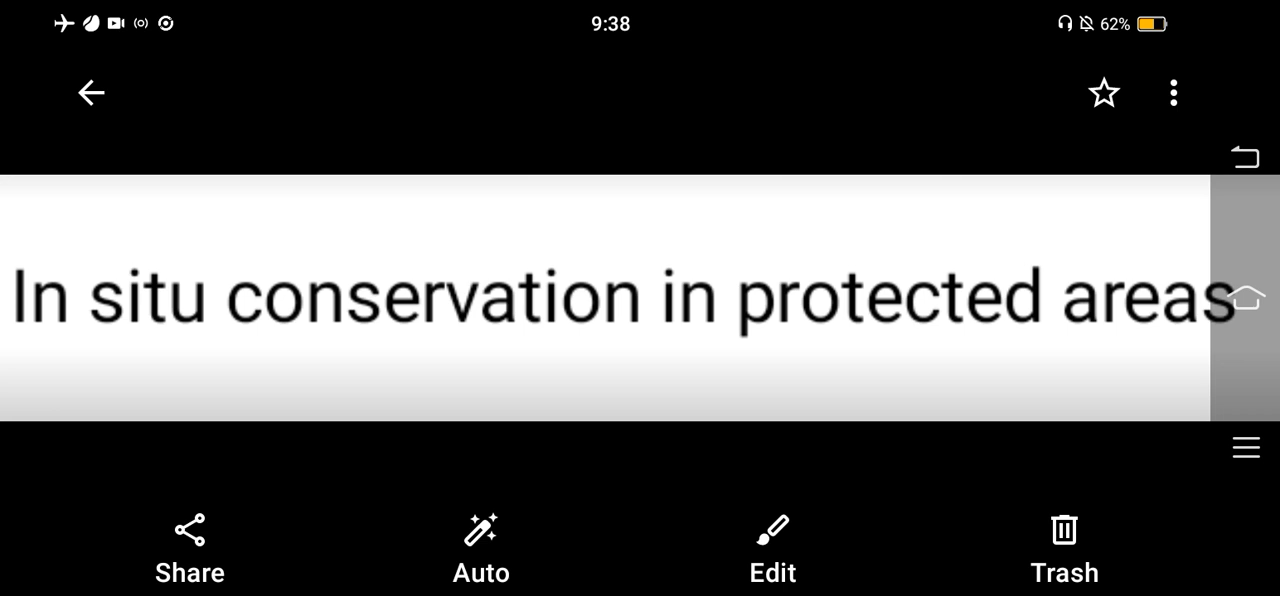 9:38
62%
In situ conservation in protected areas
Share Auto Edit Trash